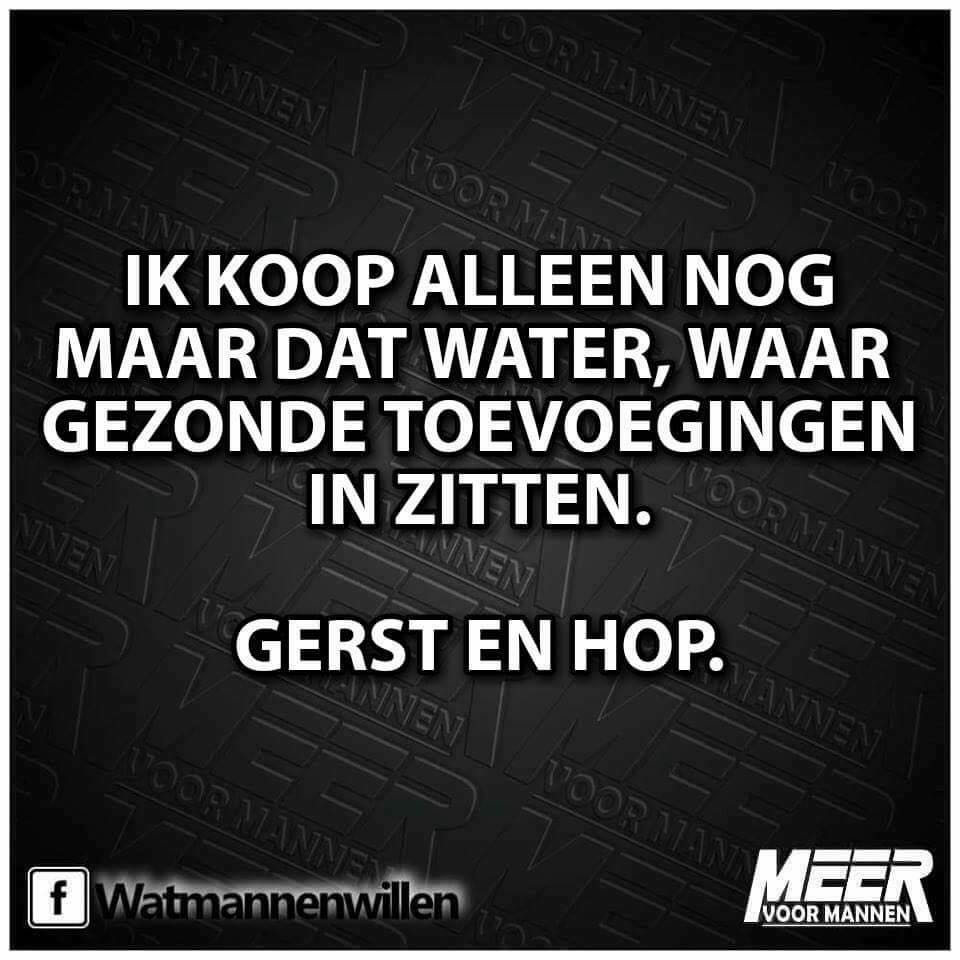 IK KOOP ALLEEN NOG
MAAR DAT WATER, WAAR
GEZONDE TOEVOEGINGEN
IN ZITTEN.
GERST EN HOP.
f Watmannenwillen
MEER
VOOR MANNEN